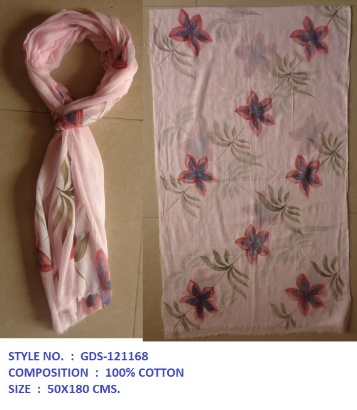 STYLE NO. : GDS-121168
COMPOSITION : 100% COTTON
SIZE : 50X180 CMS.